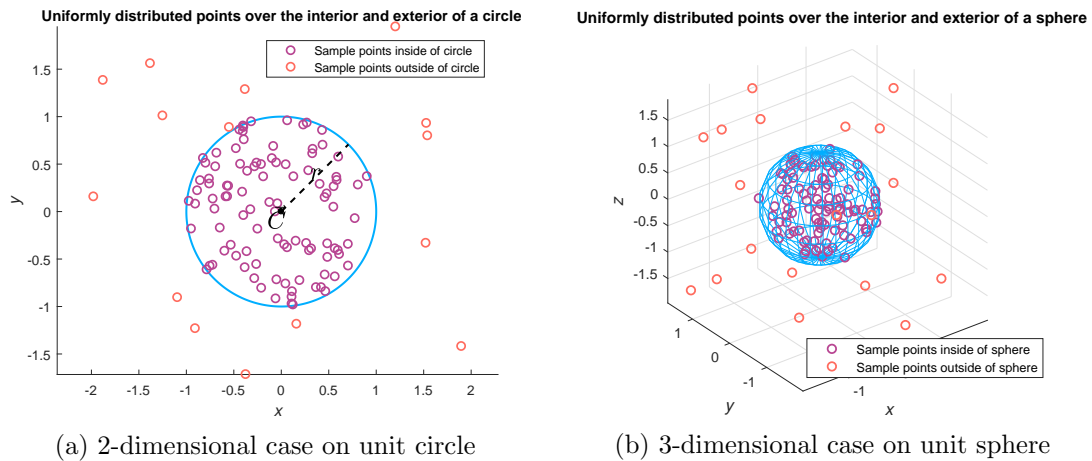 Uniformly distributed points over the interior and exterior of a circle
Sample points inside of circle
Sample points outside of circle
y
1.5
1
0.5
0
-0.5
-1
-1.5
r
C
-2
-1.5
-1
-0.5
0
0.5
1
1.5
2
x
(a) 2-dimensional case on unit circle
Uniformly distributed points over the interior and exterior of a sphere
z
1.5
1
0.5
0
-0.5
-1
-1.5
1
0
-1
y
-1
x
Sample points inside of sphere
Sample points outside of sphere
(b) 3-dimensional case on unit sphere